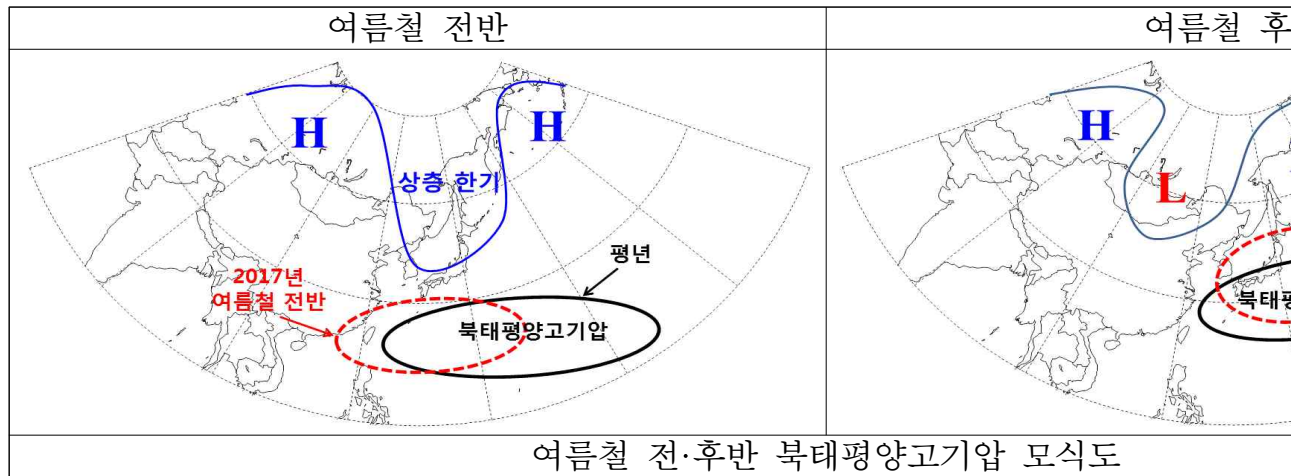 여름철 전반
여름철 후
H
H
상층 한기
평년
2017년
여름철 전반
북태평양고기압
H
L
북태평
여름철 전·후반 북태평양고기압 모식도